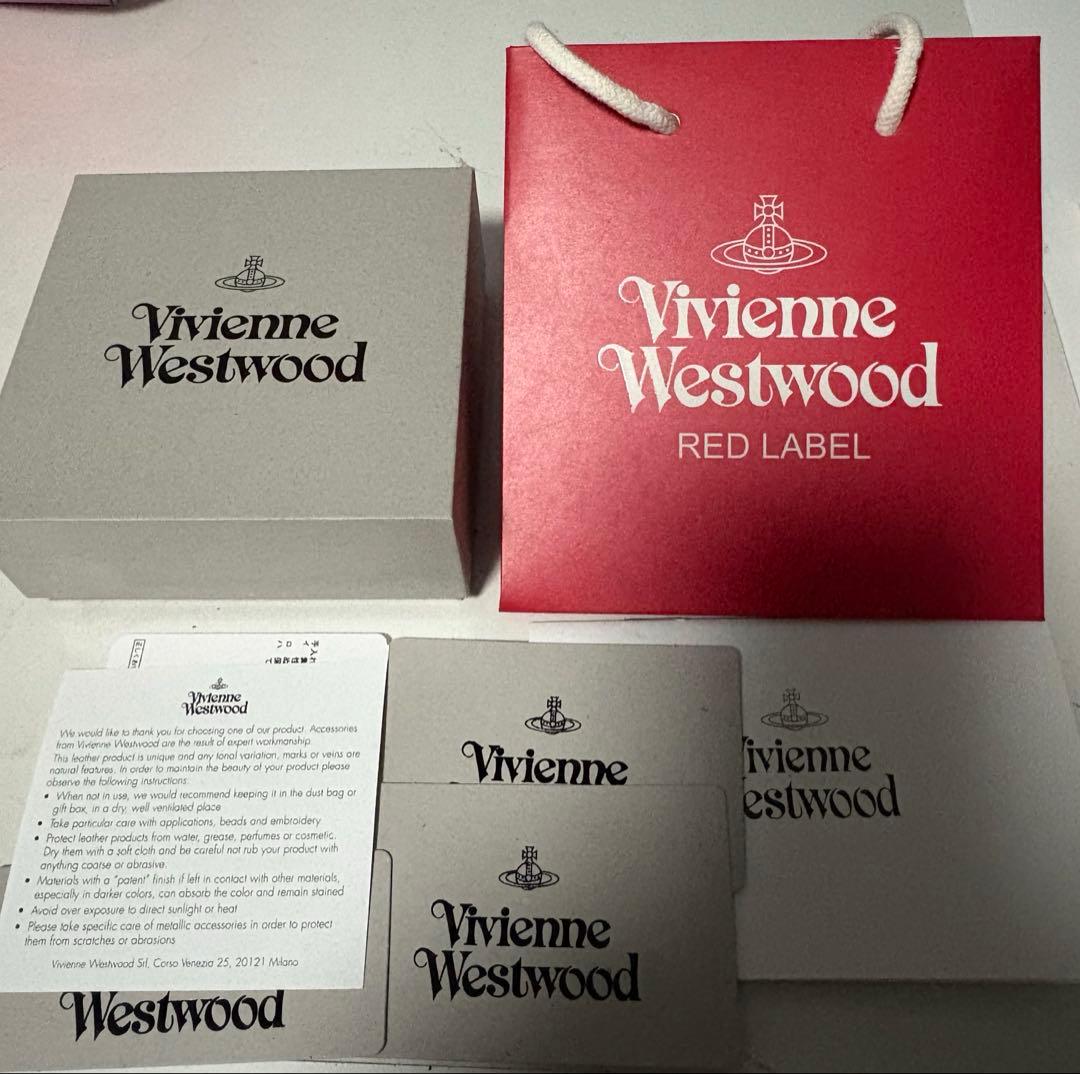 Vivienne
Westwood
Vivienne
Westwood
RED LABEL
Vivienne
Westwood
We would like to thank you for choosing one of our product. Accessories
from Vivienne Westwood are the result of expert workmanship.
This leather product is unique and any tonal variation, marks or veins are
natural features. In order to maintain the beauty of your product please
observe the following instructions:
• When not in use, we would recommend keeping it in the dust bag or
gift box, in a dry, well ventilated place
• Take particular care with applications, beads and embroidery
• Protect leather products from water, grease, perfumes or cosmetic.
Dry them with a soft cloth and be careful not rub your product with
anything coarse or abrasive.
• Materials with a "patent" finish if left in contact with other materials,
especially in darker colors, can absorb the color and remain stained
• Avoid over exposure to direct sunlight or heat
• Please take specific care of metallic accessories in order to protect
them from scratches or abrasions
Vivienne Westwood Srl, Corso Venezia 25, 20121 Milano
Westwood
Vivienne
Vivienne
Westwood
ivienne
estwood